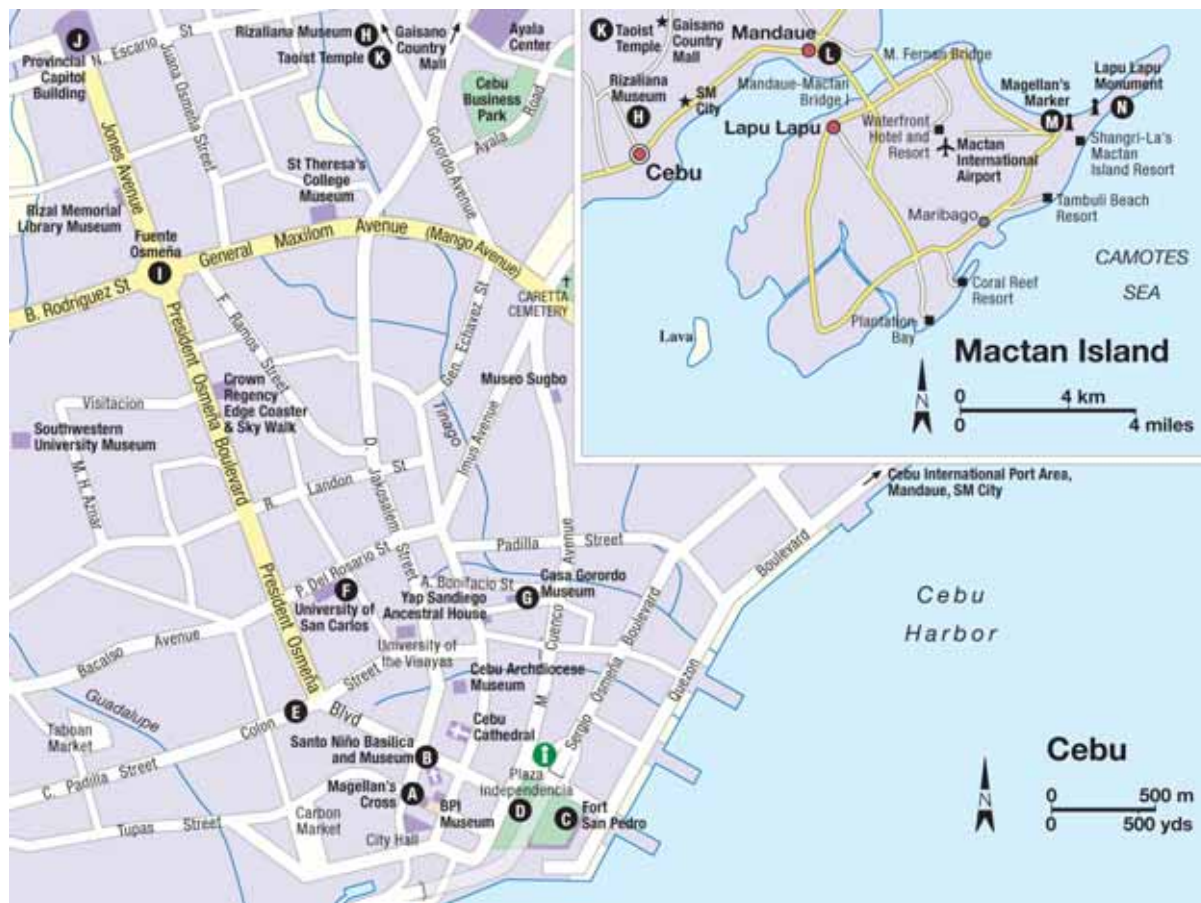 J
N. Escario St
Provincial
Capitol
Building
Juana Osmeña Street
Rizaliana Museum H
Taoist Temple K
Gaisano
Country
Mall
Ayala
Center
Cebu
Business
Park
Ayala Road
Gorordo Avenue
Jones Avenue
St Theresa's
College
Museum
Rizal Memorial
Library Museum
Fuente
Osmeña
I
General Maxilom Avenue (Mango Avenue)
B. Rodriguez St
CARETTA
CEMETERY
F. Ramos Street
Gen. Echavez St
President Osmeña Boulevard
Museo Sugbo
Crown
Regency
Edge Coaster
& Sky Walk
Visitacion
Tinago
Imus Avenue
Southwestern
University Museum
M. H. Aznar
R. Landon St
D. Jakosalem Street
Padilla Street
P. Del Rosario St
A. Bonifacio St
Casa Gorordo
Museum
G
Yap Sandiego
Ancestral House
F
University of
San Carlos
President Osmeña Blvd
University of
the Visayas
M. Cuenco Avenue
Sergio Osmeña Boulevard
Quezon Boulevard
Cebu International Port Area,
Mandaue, SM City
Bacalso Avenue
Cebu Archdiocese
Museum
Guadalupe
Taboan
Market
E
Colon Street
Cebu
Cathedral
Santo Niño Basilica
and Museum
B
i
Plaza
Independencia
C. Padilla Street
Magellan's
Cross
A
BPI
Museum
D
C
Fort
San Pedro
Tupas Street
Carbon
Market
City Hall
Cebu
Harbor
N
Cebu
0 500 m
0 500 yds
K Taoist
Temple
Gaisano
Country
Mall
Mandaue
L
M. Fernan Bridge
Rizaliana
Museum
H
SM
City
Mandaue-Mactan
Bridge I
Magellan's
Marker
M
Lapu Lapu
Monument
N
Lapu Lapu
Waterfront
Hotel and
Resort
Mactan
International
Airport
Shangri-La's
Mactan
Island Resort
Cebu
Maribago
Tambuli Beach
Resort
CAMOTES
SEA
Coral Reef
Resort
Plantation
Bay
Lava
N
Mactan Island
0 4 km
0 4 miles